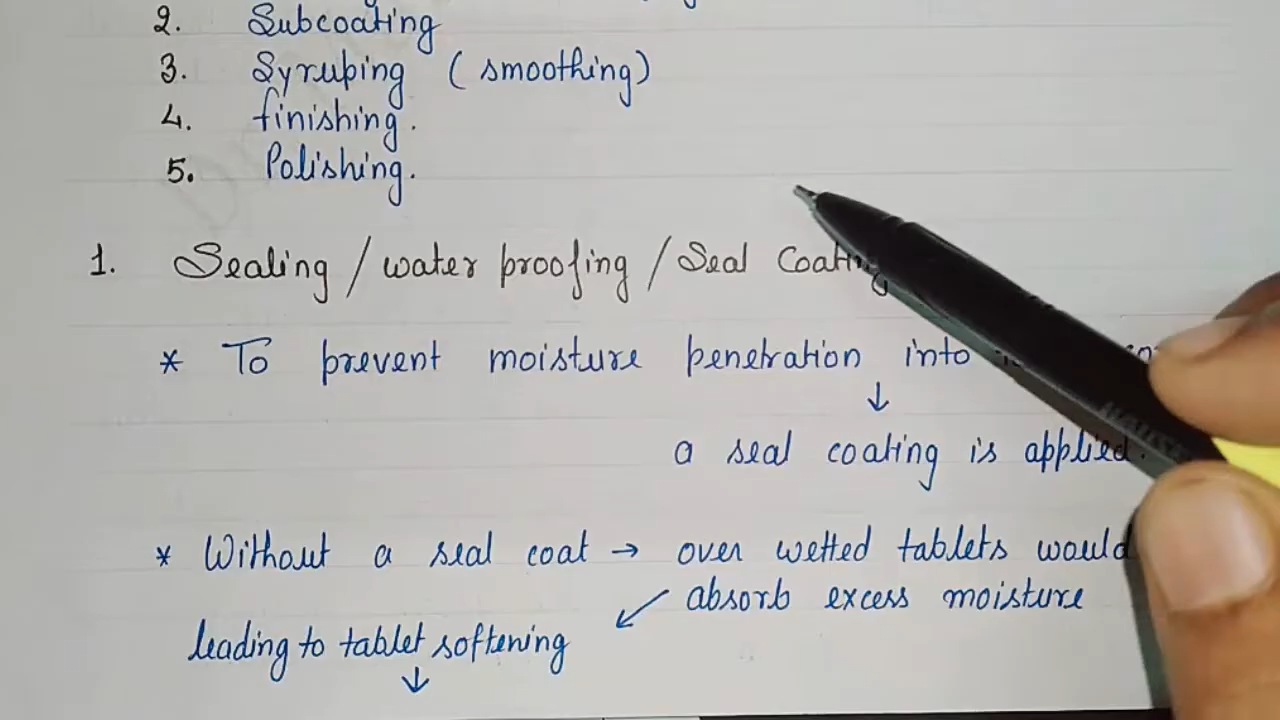 2. Subcoating
3. Syruping (smoothing)
4. finishing.
5. Polishing.
1. Sealing / water proofing / Seal Coating
* To prevent moisture penetration into
↓
a seal coating is applied.
* Without a seal coat → over wetted tablets would
absorb excess moisture
↙
leading to tablet softening
↓